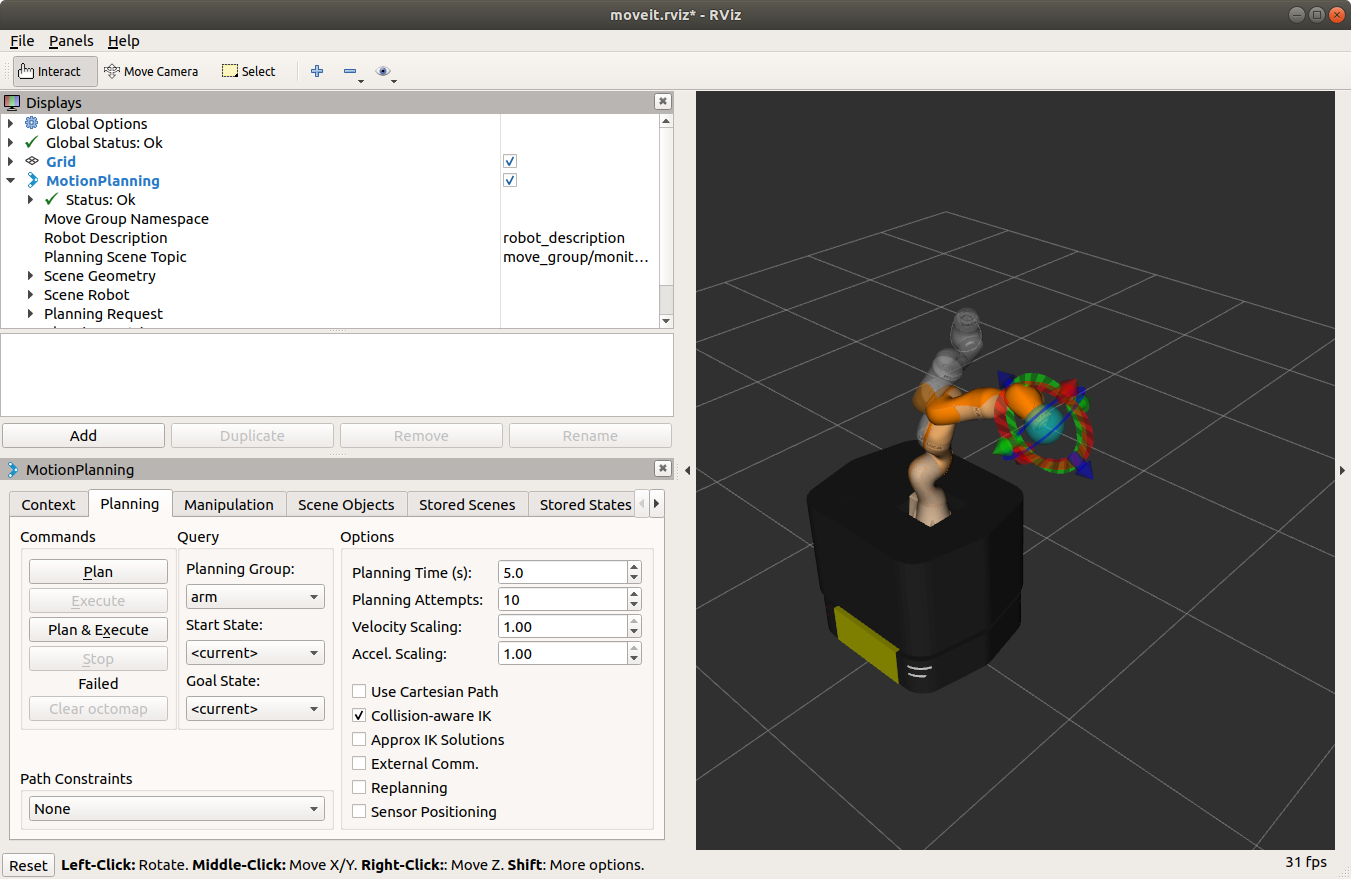 moveit.rviz* - RViz
File Panels Help
Interact Move Camera Select
Displays
Global Options
Global Status: Ok
Grid
MotionPlanning
Status: Ok
Move Group Namespace
Robot Description robot_description
Planning Scene Topic move_group/monit...
Scene Geometry
Scene Robot
Planning Request
Add Duplicate Remove Rename
MotionPlanning
Context Planning Manipulation Scene Objects Stored Scenes Stored States
Commands
Plan
Execute
Plan & Execute
Stop
Failed
Clear octomap
Query
Planning Group:
arm
Start State:
<current>
Goal State:
<current>
Path Constraints
None
Options
Planning Time (s): 5.0
Planning Attempts: 10
Velocity Scaling: 1.00
Accel. Scaling: 1.00
Use Cartesian Path
Collision-aware IK
Approx IK Solutions
External Comm.
Replanning
Sensor Positioning
Reset Left-Click: Rotate. Middle-Click: Move X/Y. Right-Click:: Move Z. Shift: More options. 31 fps